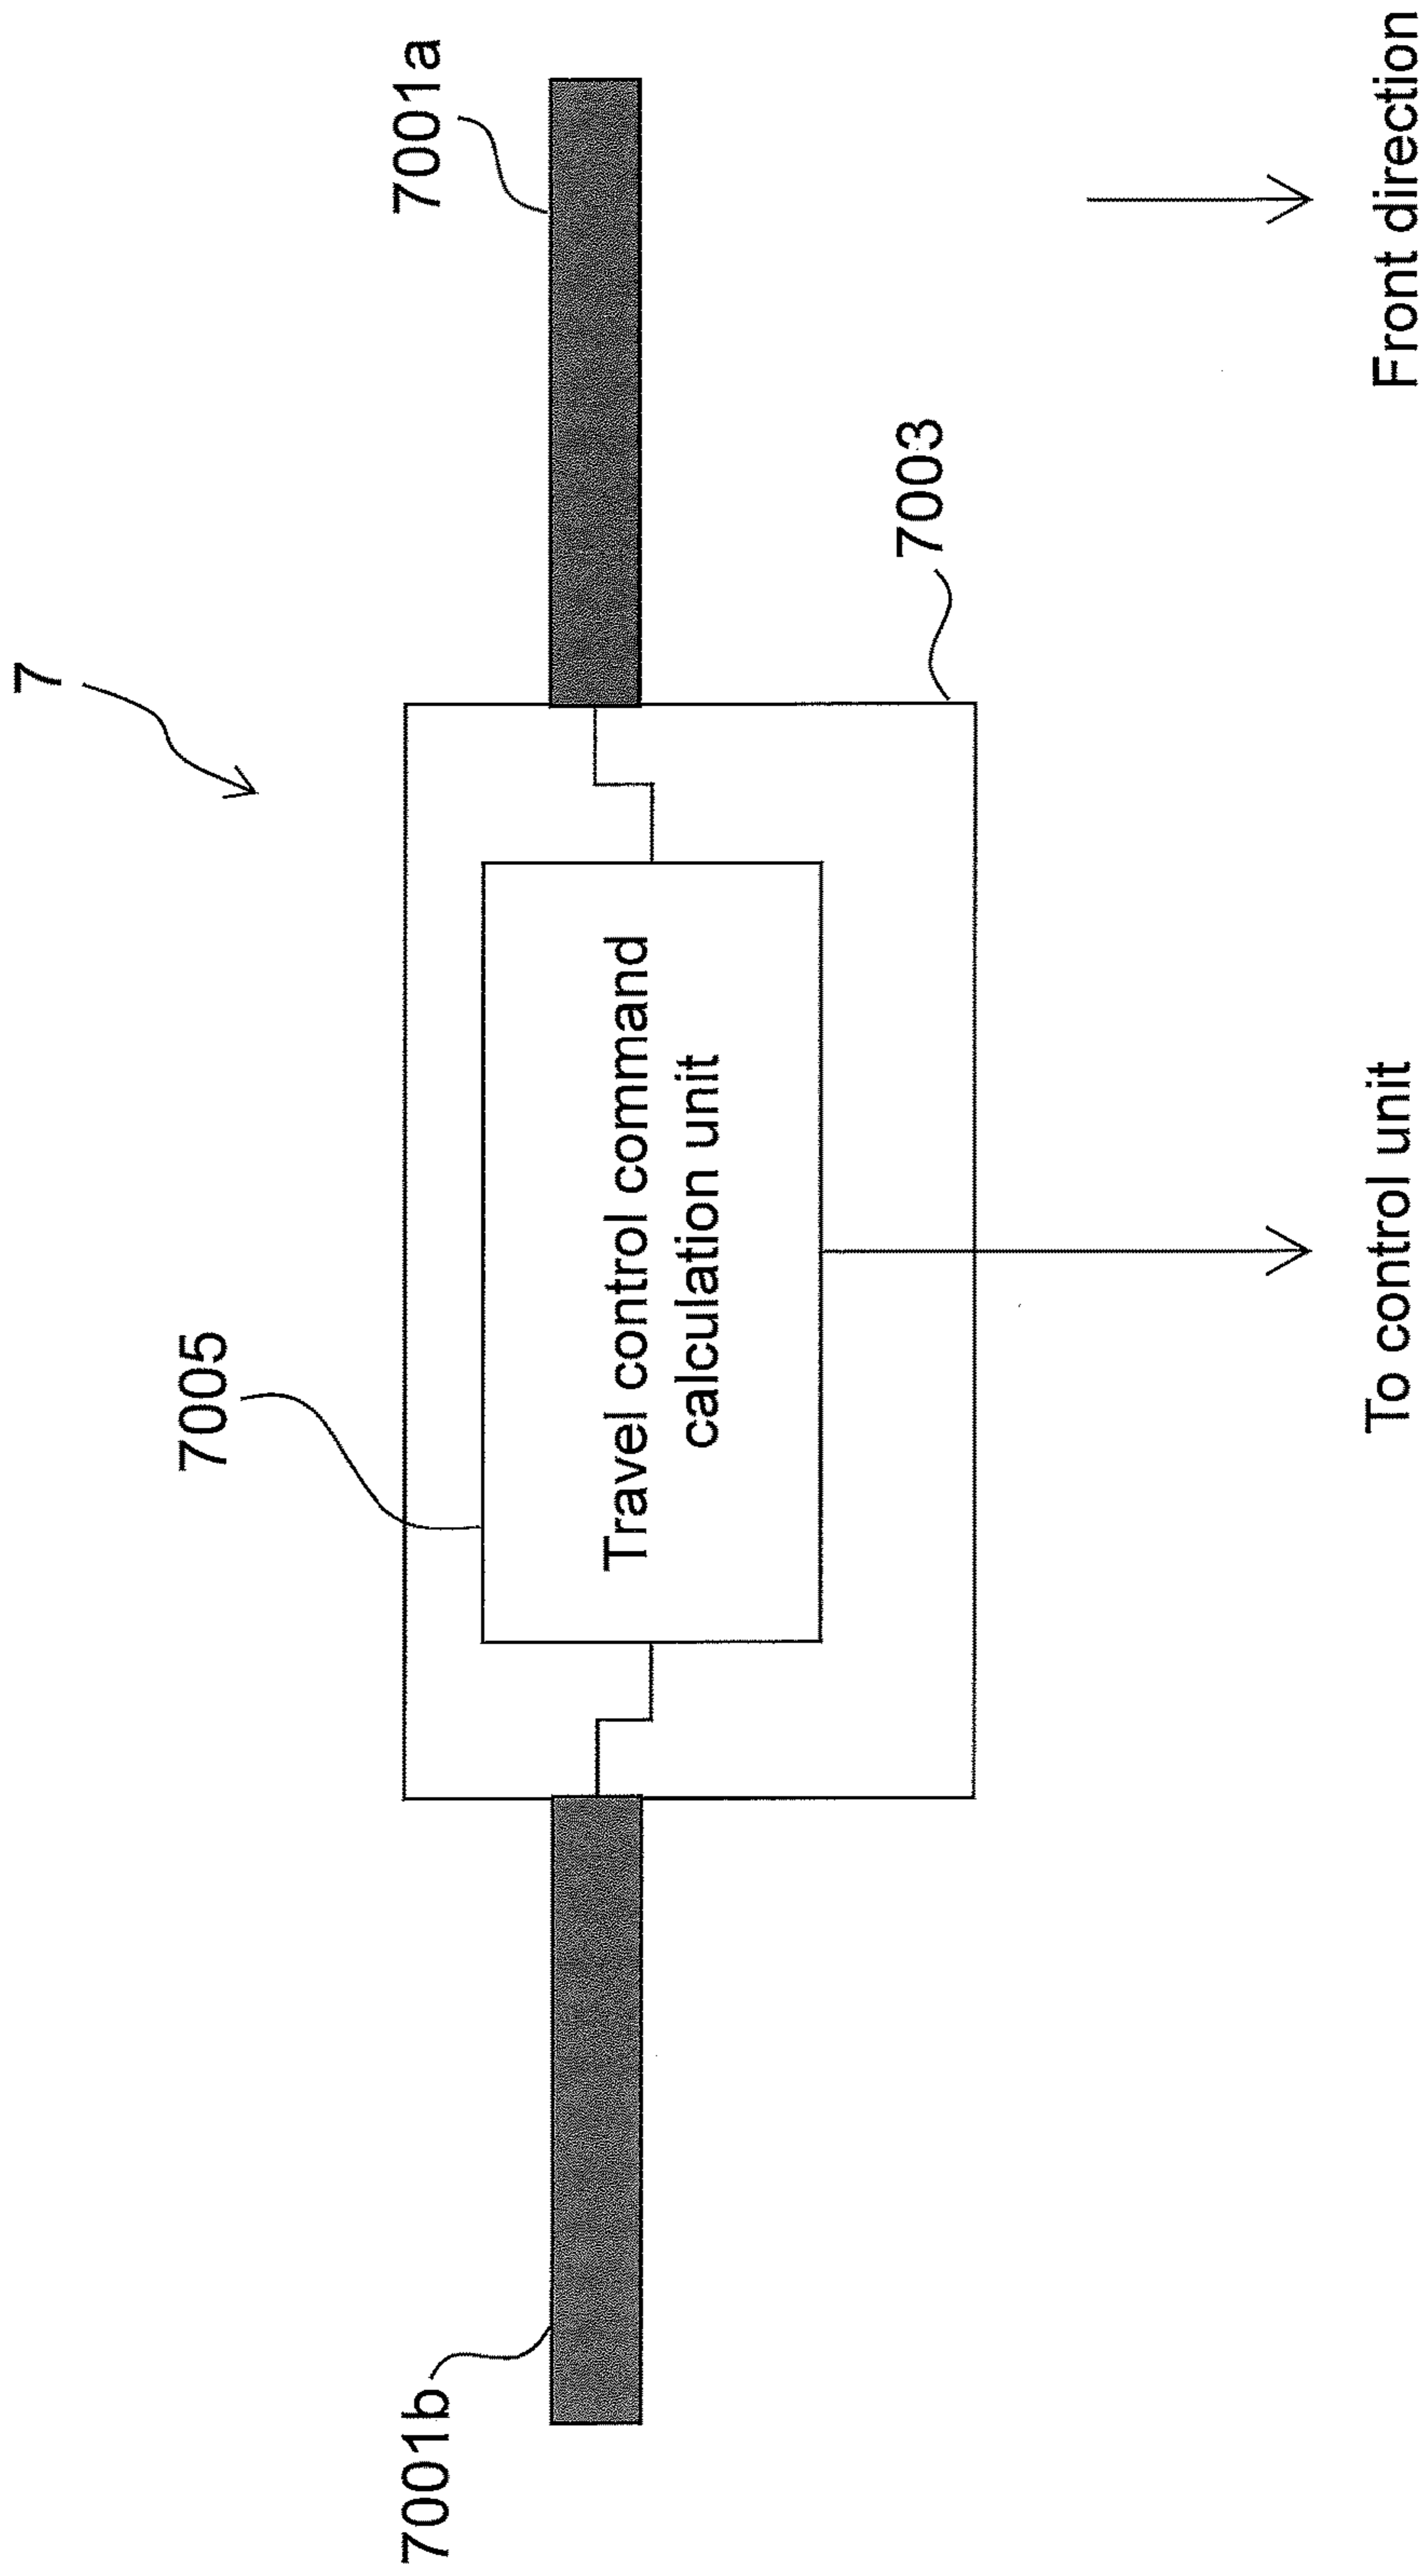 7
7005
7001b
7001a
Travel control command
calculation unit
7003
To control unit
Front direction